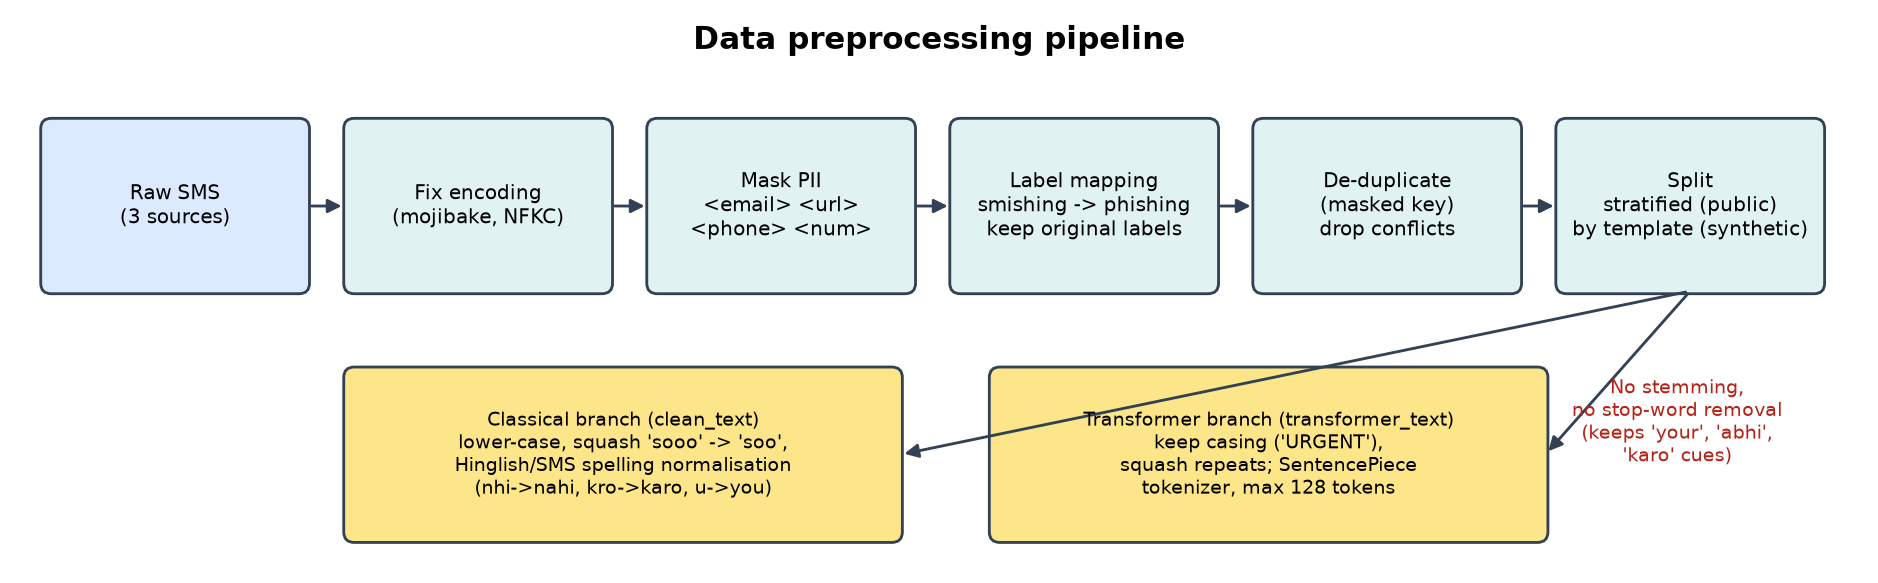 Data preprocessing pipeline
Raw SMS
(3 sources)
Fix encoding
(mojibake, NFKC)
Mask PII
<email> <url>
<phone> <num>
Label mapping
smishing -> phishing
keep original labels
De-duplicate
(masked key)
drop conflicts
Split
stratified (public)
by template (synthetic)
Classical branch (clean_text)
lower-case, squash 'sooo' -> 'soo',
Hinglish/SMS spelling normalisation
(nhi->nahi, kro->karo, u->you)
Transformer branch (transformer_text)
keep casing ('URGENT'),
squash repeats; SentencePiece
tokenizer, max 128 tokens
No stemming,
no stop-word removal
(keeps 'your', 'abhi',
'karo' cues)